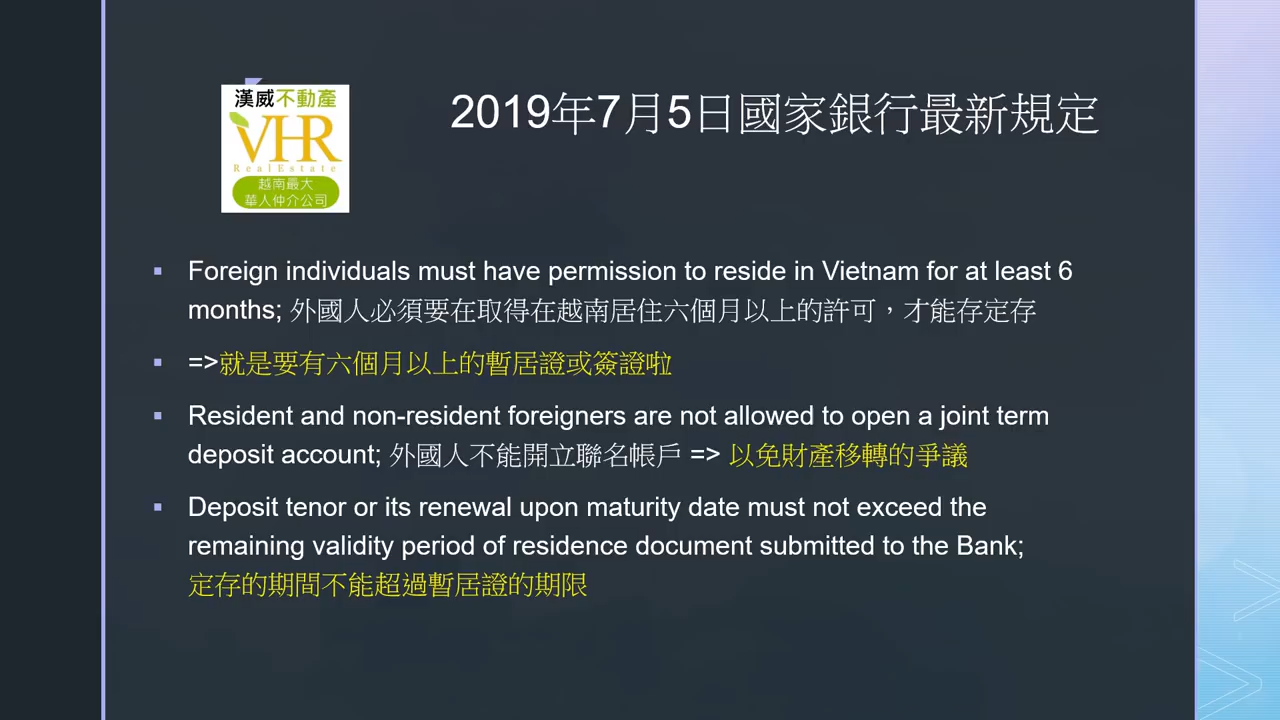 漢威不動產
VHR
RealEstate
越南最大
華人仲介公司
2019年7月5日國家銀行最新規定
▪ Foreign individuals must have permission to reside in Vietnam for at least 6
months; 外國人必須要在取得在越南居住六個月以上的許可，才能存定存
▪ =>就是要有六個月以上的暫居證或簽證啦
▪ Resident and non-resident foreigners are not allowed to open a joint term
deposit account; 外國人不能開立聯名帳戶 => 以免財產移轉的爭議
▪ Deposit tenor or its renewal upon maturity date must not exceed the
remaining validity period of residence document submitted to the Bank;
定存的期間不能超過暫居證的期限